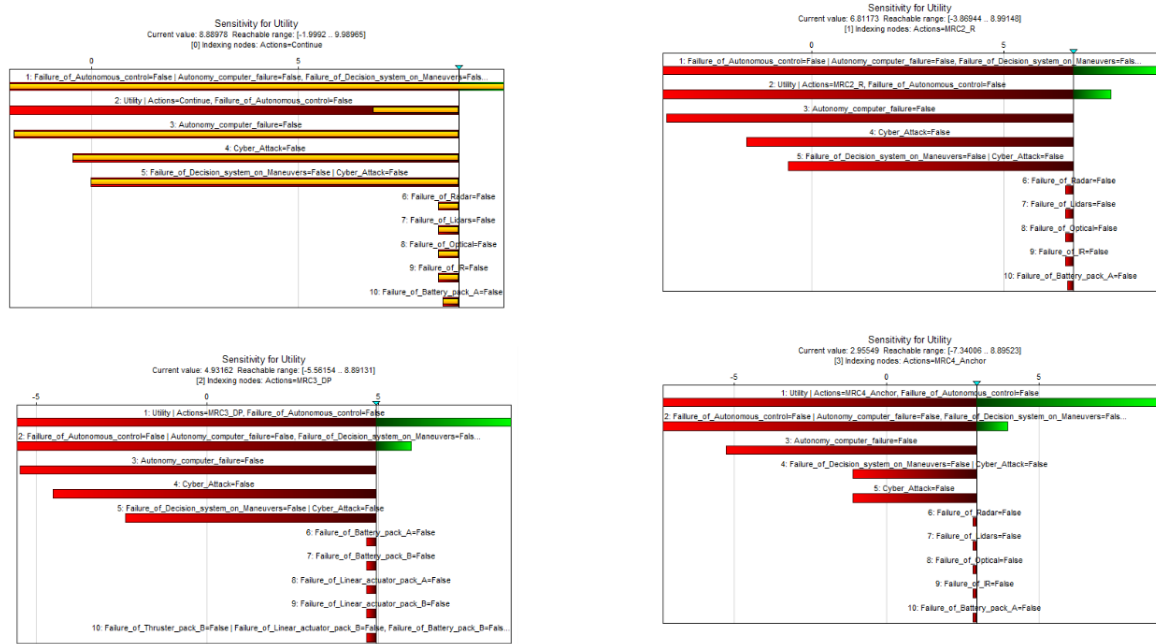 Sensitivity for Utility
Current value: 8.88978 Reachable range: [-1.9992 .. 9.98965]
[0] Indexing nodes: Actions=Continue
0 5
1: Failure_of_Autonomous_control=False | Autonomy_computer_failure=False, Failure_of_Decision_system_on_Maneuvers=Fals...
2: Utility | Actions=Continue, Failure_of_Autonomous_control=False
3: Autonomy_computer_failure=False
4: Cyber_Attack=False
5: Failure_of_Decision_system_on_Maneuvers=False | Cyber_Attack=False
6: Failure_of_Radar=False
7: Failure_of_Lidars=False
8: Failure_of_Optical=False
9: Failure_of_IR=False
10: Failure_of_Battery_pack_A=False
Sensitivity for Utility
Current value: 6.81173 Reachable range: [-3.86944 .. 8.99148]
[1] Indexing nodes: Actions=MRC2_R
0 5
1: Failure_of_Autonomous_control=False | Autonomy_computer_failure=False, Failure_of_Decision_system_on_Maneuvers=Fals...
2: Utility | Actions=MRC2_R, Failure_of_Autonomous_control=False
3: Autonomy_computer_failure=False
4: Cyber_Attack=False
5: Failure_of_Decision_system_on_Maneuvers=False | Cyber_Attack=False
6: Failure_of_Radar=False
7: Failure_of_Lidars=False
8: Failure_of_Optical=False
9: Failure_of_IR=False
10: Failure_of_Battery_pack_A=False
Sensitivity for Utility
Current value: 4.93162 Reachable range: [-5.56154 .. 8.89131]
[2] Indexing nodes: Actions=MRC3_DP
-5 0 5
1: Utility | Actions=MRC3_DP, Failure_of_Autonomous_control=False
2: Failure_of_Autonomous_control=False | Autonomy_computer_failure=False, Failure_of_Decision_system_on_Maneuvers=Fals...
3: Autonomy_computer_failure=False
4: Cyber_Attack=False
5: Failure_of_Decision_system_on_Maneuvers=False | Cyber_Attack=False
6: Failure_of_Battery_pack_A=False
7: Failure_of_Battery_pack_B=False
8: Failure_of_Linear_actuator_pack_A=False
9: Failure_of_Linear_actuator_pack_B=False
10: Failure_of_Thruster_pack_B=False | Failure_of_Linear_actuator_pack_B=False, Failure_of_Battery_pack_B=Fals...
Sensitivity for Utility
Current value: 2.95549 Reachable range: [-7.34006 .. 8.89523]
[3] Indexing nodes: Actions=MRC4_Anchor
-5 0 5
1: Utility | Actions=MRC4_Anchor, Failure_of_Autonomous_control=False
2: Failure_of_Autonomous_control=False | Autonomy_computer_failure=False, Failure_of_Decision_system_on_Maneuvers=Fals...
3: Autonomy_computer_failure=False
4: Failure_of_Decision_system_on_Maneuvers=False | Cyber_Attack=False
5: Cyber_Attack=False
6: Failure_of_Radar=False
7: Failure_of_Lidars=False
8: Failure_of_Optical=False
9: Failure_of_IR=False
10: Failure_of_Battery_pack_A=False